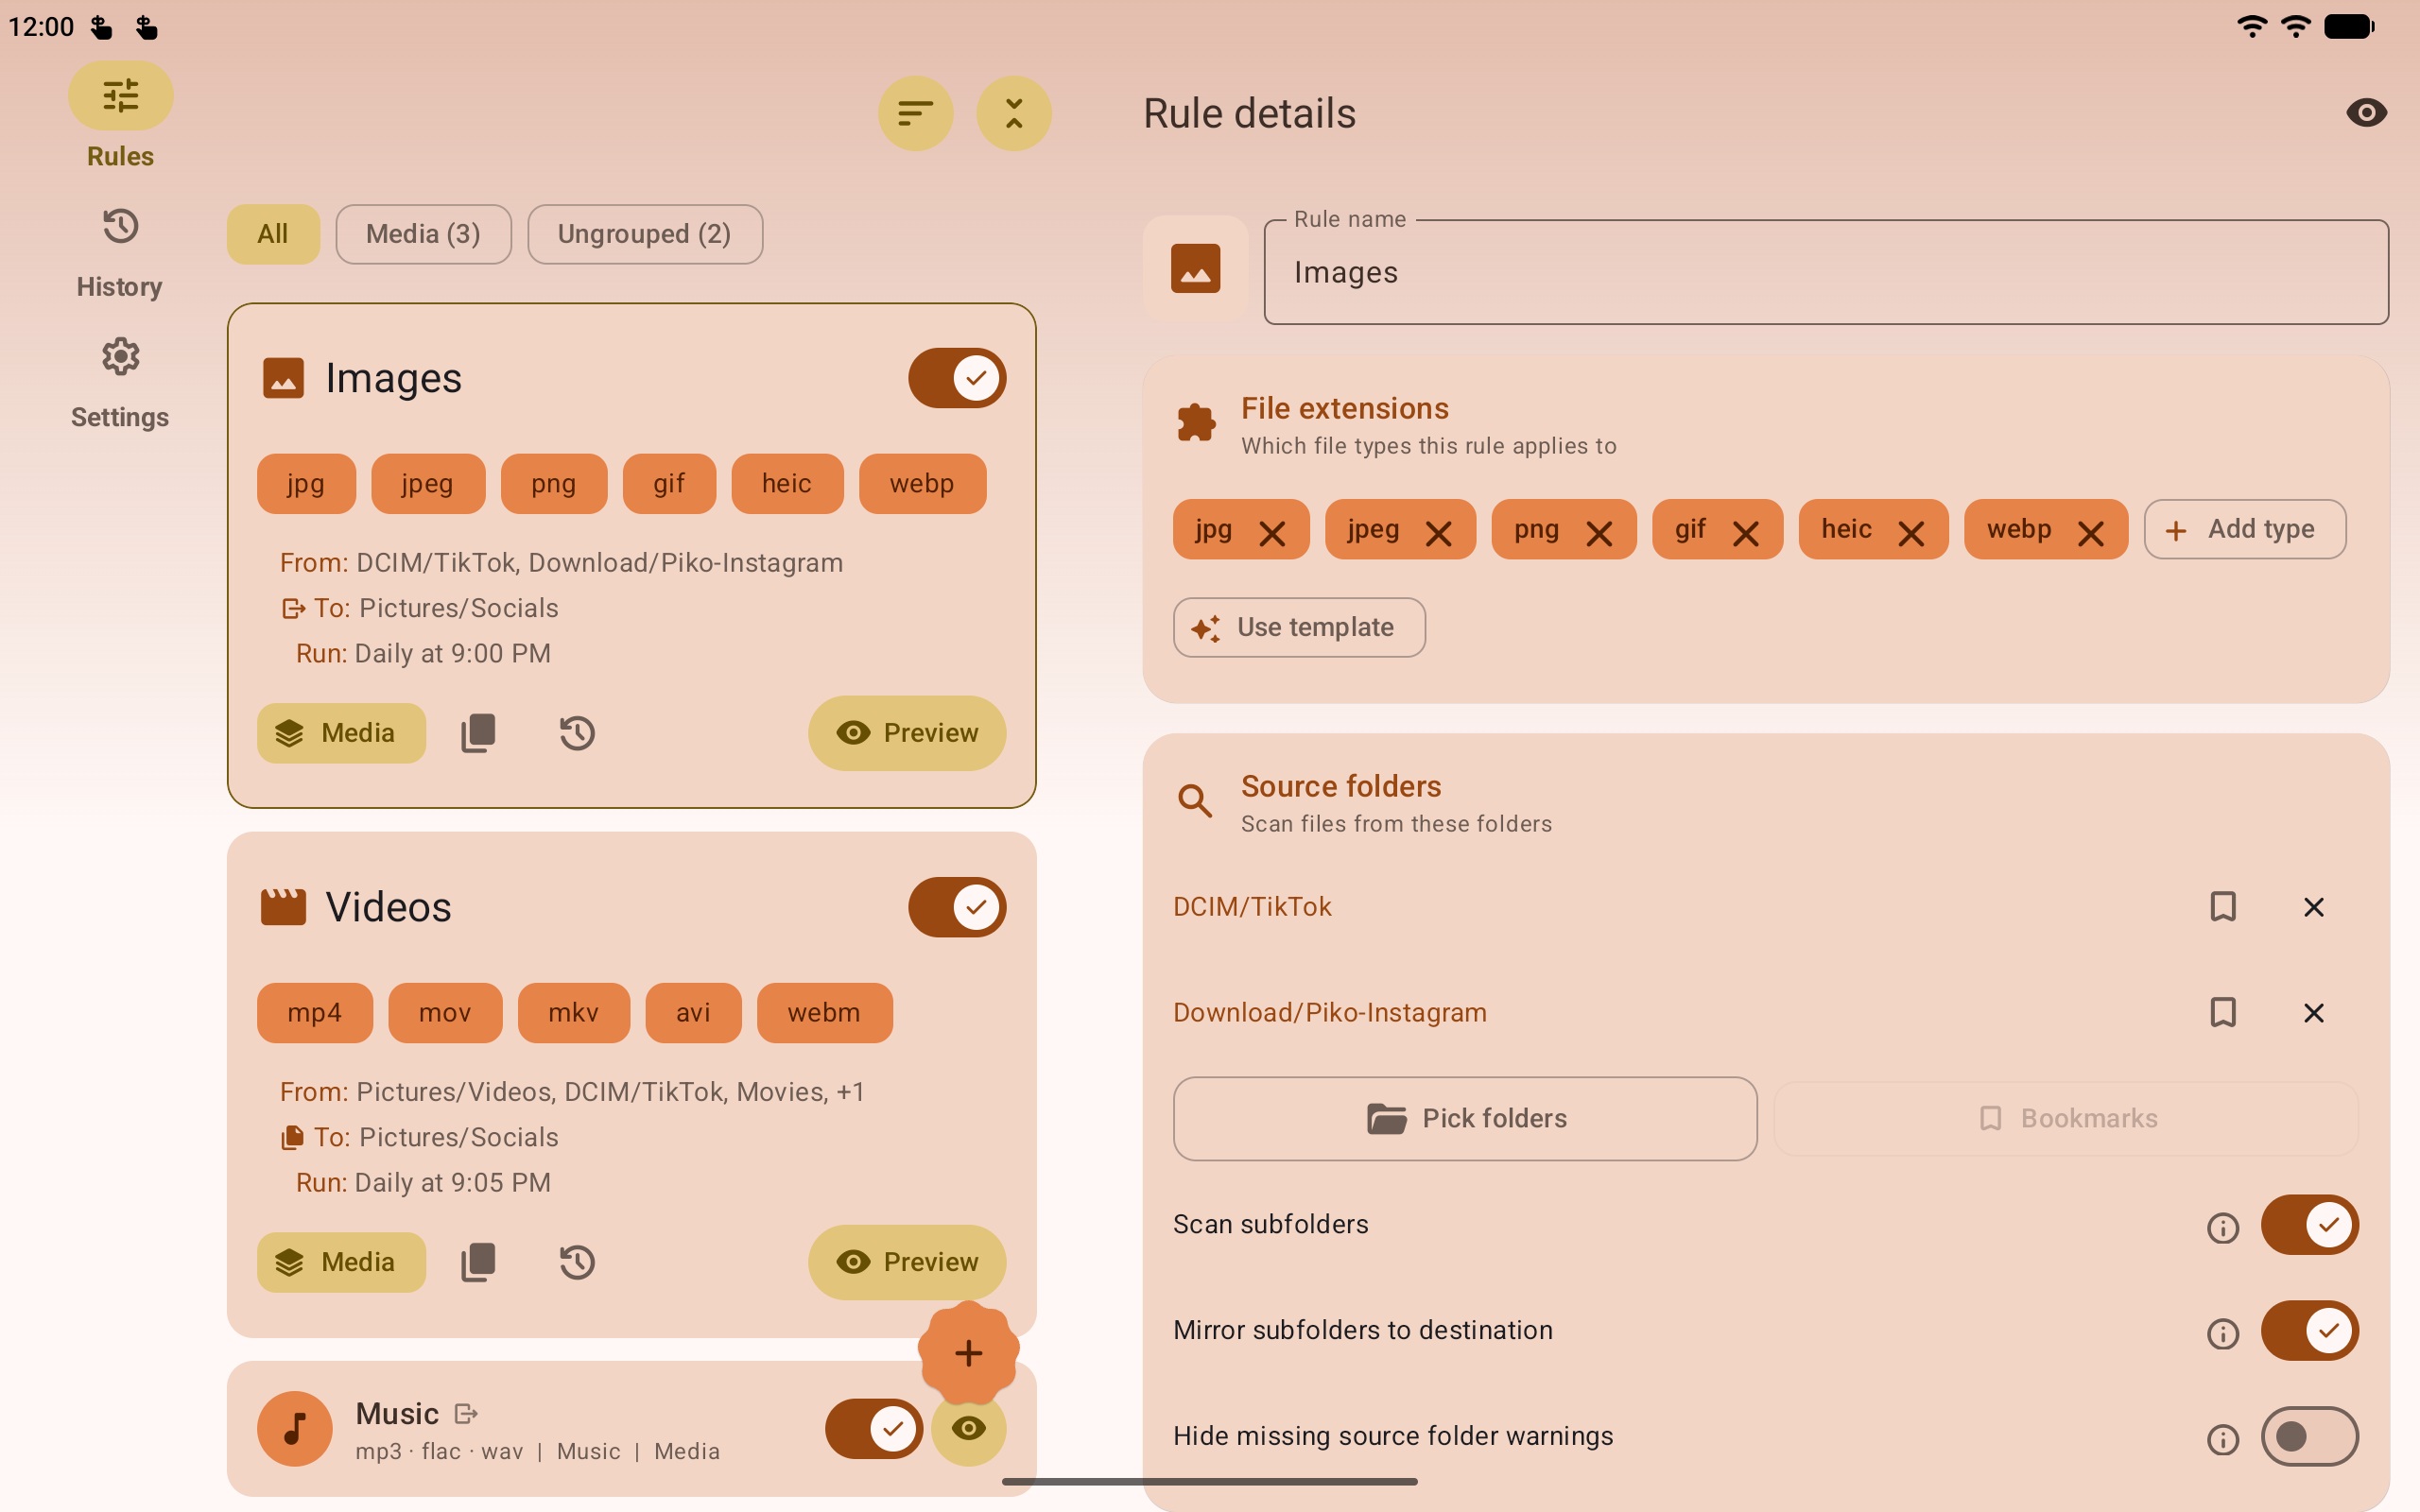 12:00
Rules
History
Settings
All
Media (3)
Ungrouped (2)
Images
jpg
jpeg
png
gif
heic
webp
From: DCIM/TikTok, Download/Piko-Instagram
To: Pictures/Socials
Run: Daily at 9:00 PM
Media
Preview
Videos
mp4
mov
mkv
avi
webm
From: Pictures/Videos, DCIM/TikTok, Movies, +1
To: Pictures/Socials
Run: Daily at 9:05 PM
Media
Preview
Music
mp3 · flac · wav | Music | Media
Rule details
Rule name
Images
File extensions
Which file types this rule applies to
jpg
jpeg
png
gif
heic
webp
Add type
Use template
Source folders
Scan files from these folders
DCIM/TikTok
Download/Piko-Instagram
Pick folders
Bookmarks
Scan subfolders
Mirror subfolders to destination
Hide missing source folder warnings